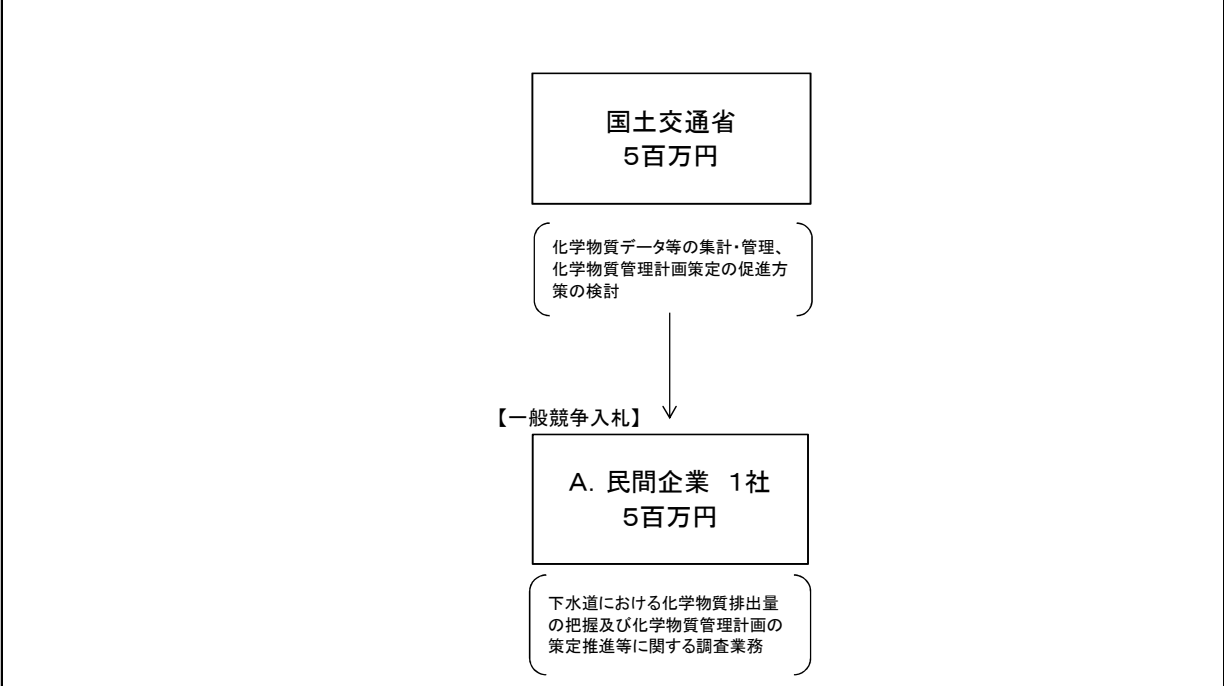 国土交通省
５百万円
化学物質データ等の集計・管理、
化学物質管理計画策定の促進方
策の検討
【一般競争入札】
Ａ．民間企業　１社
５百万円
下水道における化学物質排出量
の把握及び化学物質管理計画の
策定推進等に関する調査業務